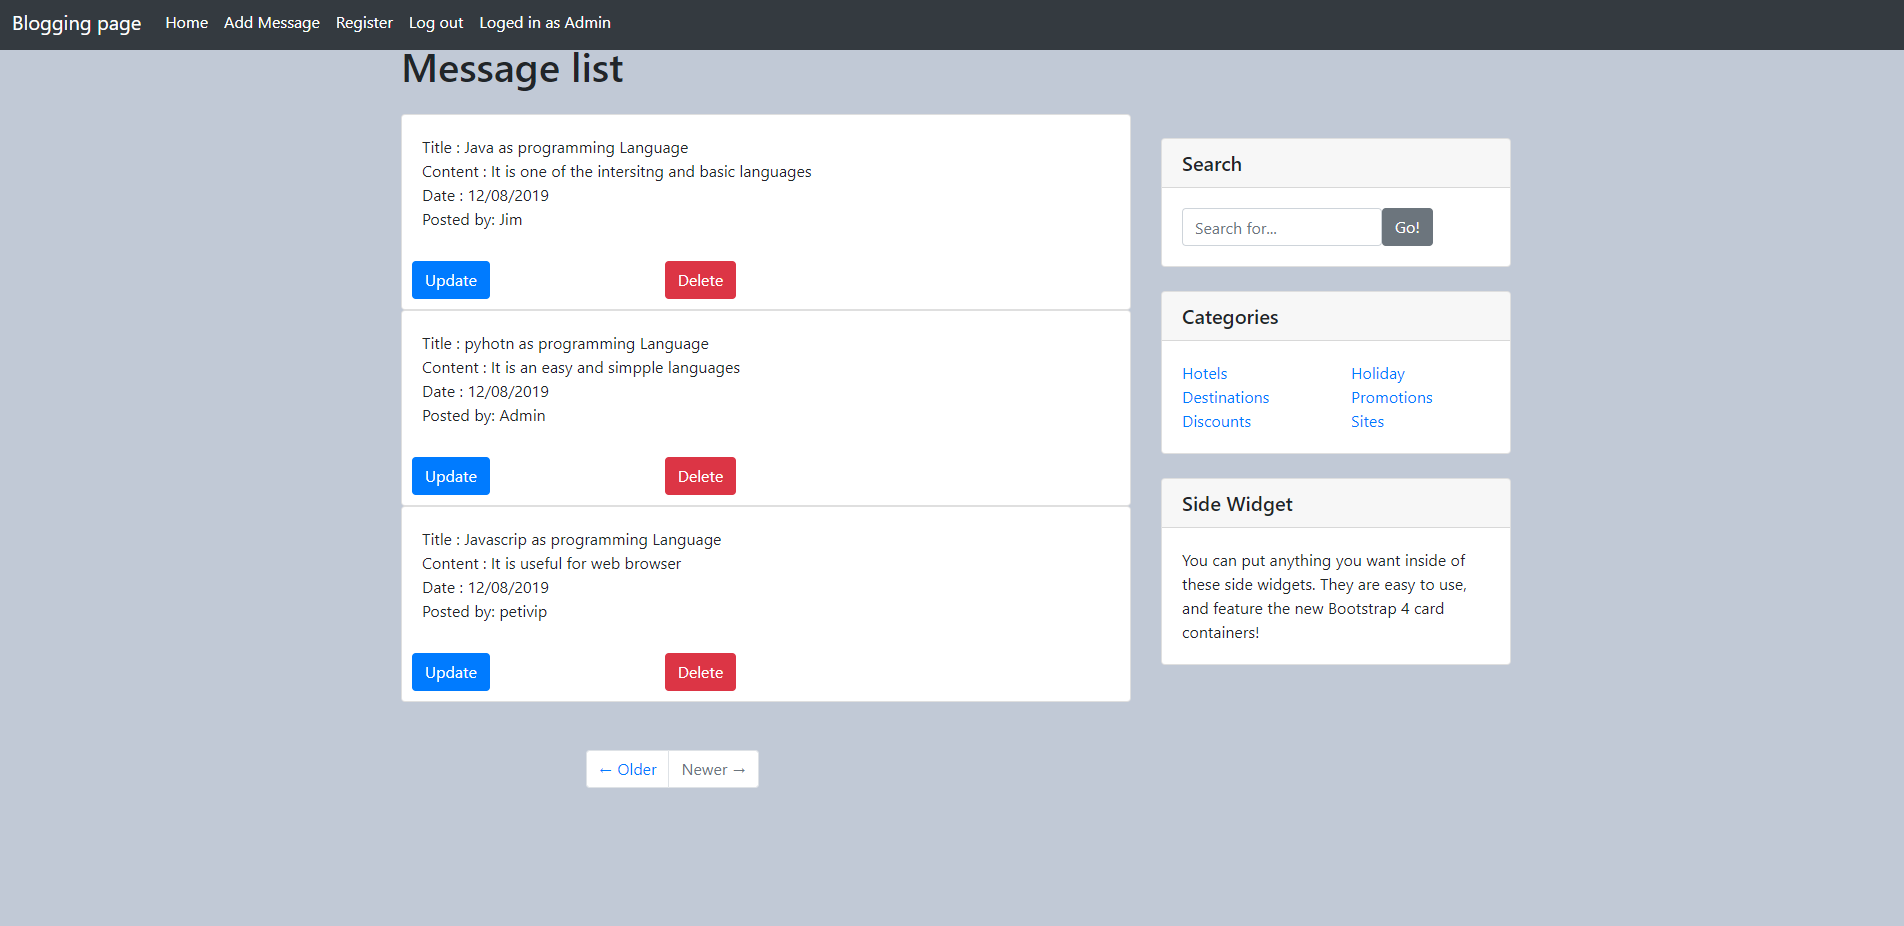 Blogging page Home Add Message Register Log out Loged in as Admin
Message list
Title : Java as programming Language
Content : It is one of the intersitng and basic languages
Date : 12/08/2019
Posted by: Jim
Update Delete
Title : pyhotn as programming Language
Content : It is an easy and simpple languages
Date : 12/08/2019
Posted by: Admin
Update Delete
Title : Javascrip as programming Language
Content : It is useful for web browser
Date : 12/08/2019
Posted by: petivip
Update Delete
← Older Newer →
Search
Search for... Go!
Categories
Hotels Holiday
Destinations Promotions
Discounts Sites
Side Widget
You can put anything you want inside of
these side widgets. They are easy to use,
and feature the new Bootstrap 4 card
containers!